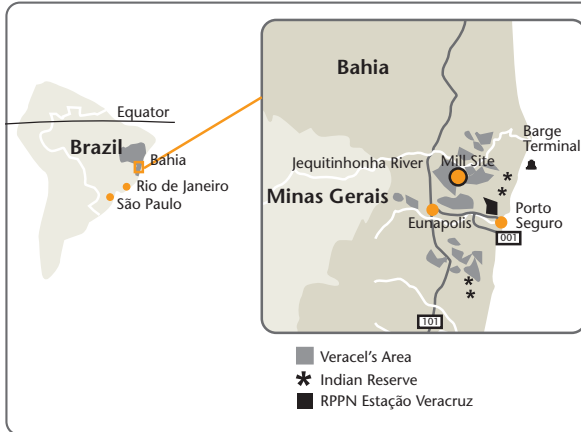 Equator
Brazil
Bahia
Rio de Janeiro
São Paulo
Bahia
Barge
Terminal
Jequitinhonha River
Mill Site
Minas Gerais
Eunapolis
Porto
Seguro
001
101
Veracel's Area
Indian Reserve
RPPN Estação Veracruz